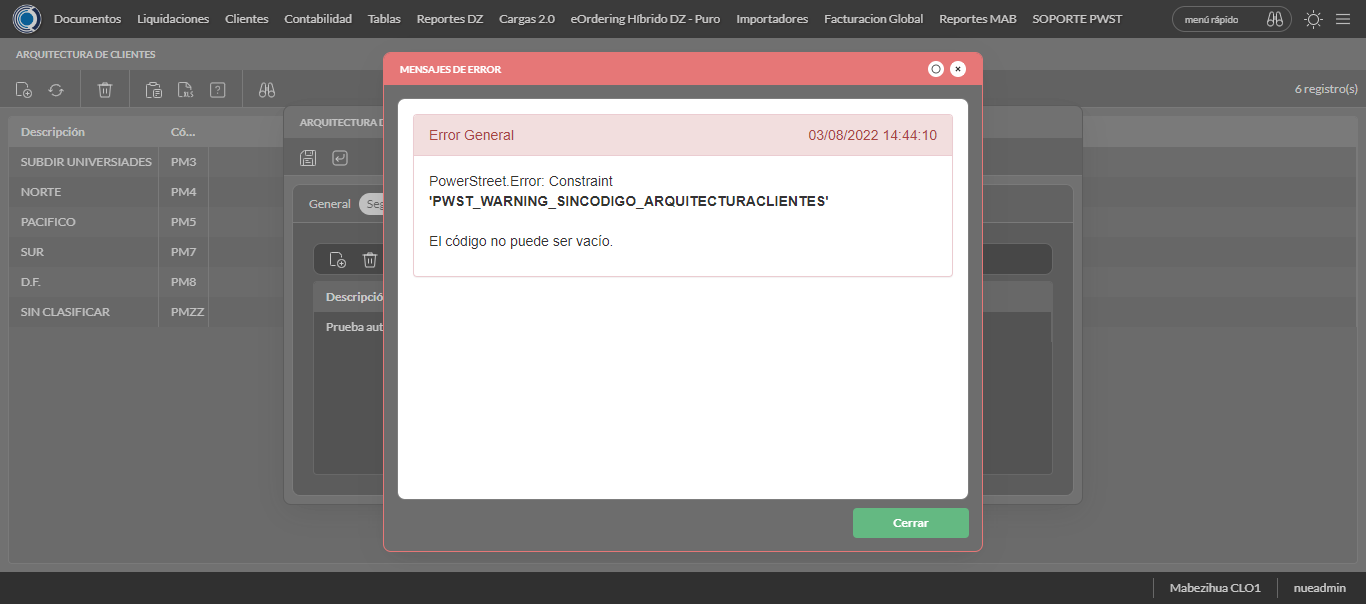 Documentos Liquidaciones Clientes Contabilidad Tablas Reportes DZ Cargas 2.0 eOrdering Híbrido DZ - Puro Importadores Facturacion Global Reportes MAB SOPORTE PWST menú rápido
ARQUITECTURA DE CLIENTES
MENSAJES DE ERROR
XLS ?
6 registro(s)
Descripción Có...
SUBDIR UNIVERSIADES PM3
NORTE PM4
PACIFICO PM5
SUR PM7
D.F. PM8
SIN CLASIFICAR PMZZ
ARQUITECTURA D
General Seg
Descripció
Prueba aut
Error General 03/08/2022 14:44:10
PowerStreet.Error: Constraint
'PWST_WARNING_SINCODIGO_ARQUITECTURACLIENTES'
El código no puede ser vacío.
Cerrar
Mabezihua CLO1 nueadmin